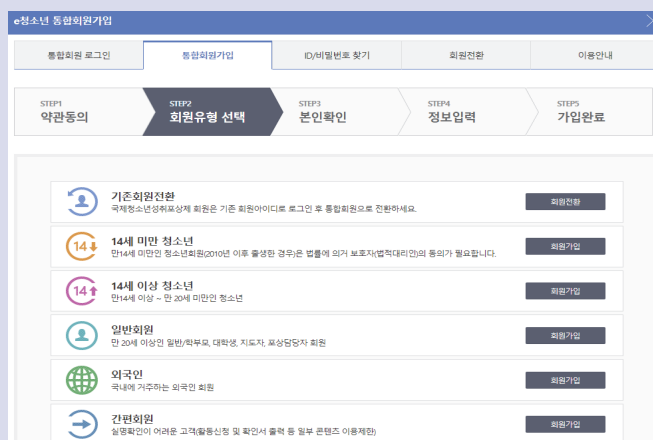 e청소년 통합회원가입
통합회원 로그인
통합회원가입
ID/비밀번호 찾기
회원전환
이용안내
STEP1
약관동의
STEP2
회원유형 선택
STEP3
본인확인
STEP4
정보입력
STEP5
가입완료
기존회원전환
국제청소년성취포상제 회원은 기존 회원아이디로 로그인 후 통합회원으로 전환하세요.
회원전환
14
14세 미만 청소년
만14세 미만인 청소년회원(2010년 이후 출생한 경우)은 법률에 의거 보호자(법적대리인)의 동의가 필요합니다.
회원가입
14
14세 이상 청소년
만14세 이상 ~ 만 20세 미만인 청소년
회원가입
일반회원
만 20세 이상인 일반/학부모, 대학생, 지도자, 포상담당자 회원
회원가입
외국인
국내에 거주하는 외국인 회원
회원가입
간편회원
실명확인이 어려운 고객(활동신청 및 확인서 출력 등 일부 콘텐츠 이용제한)
회원가입